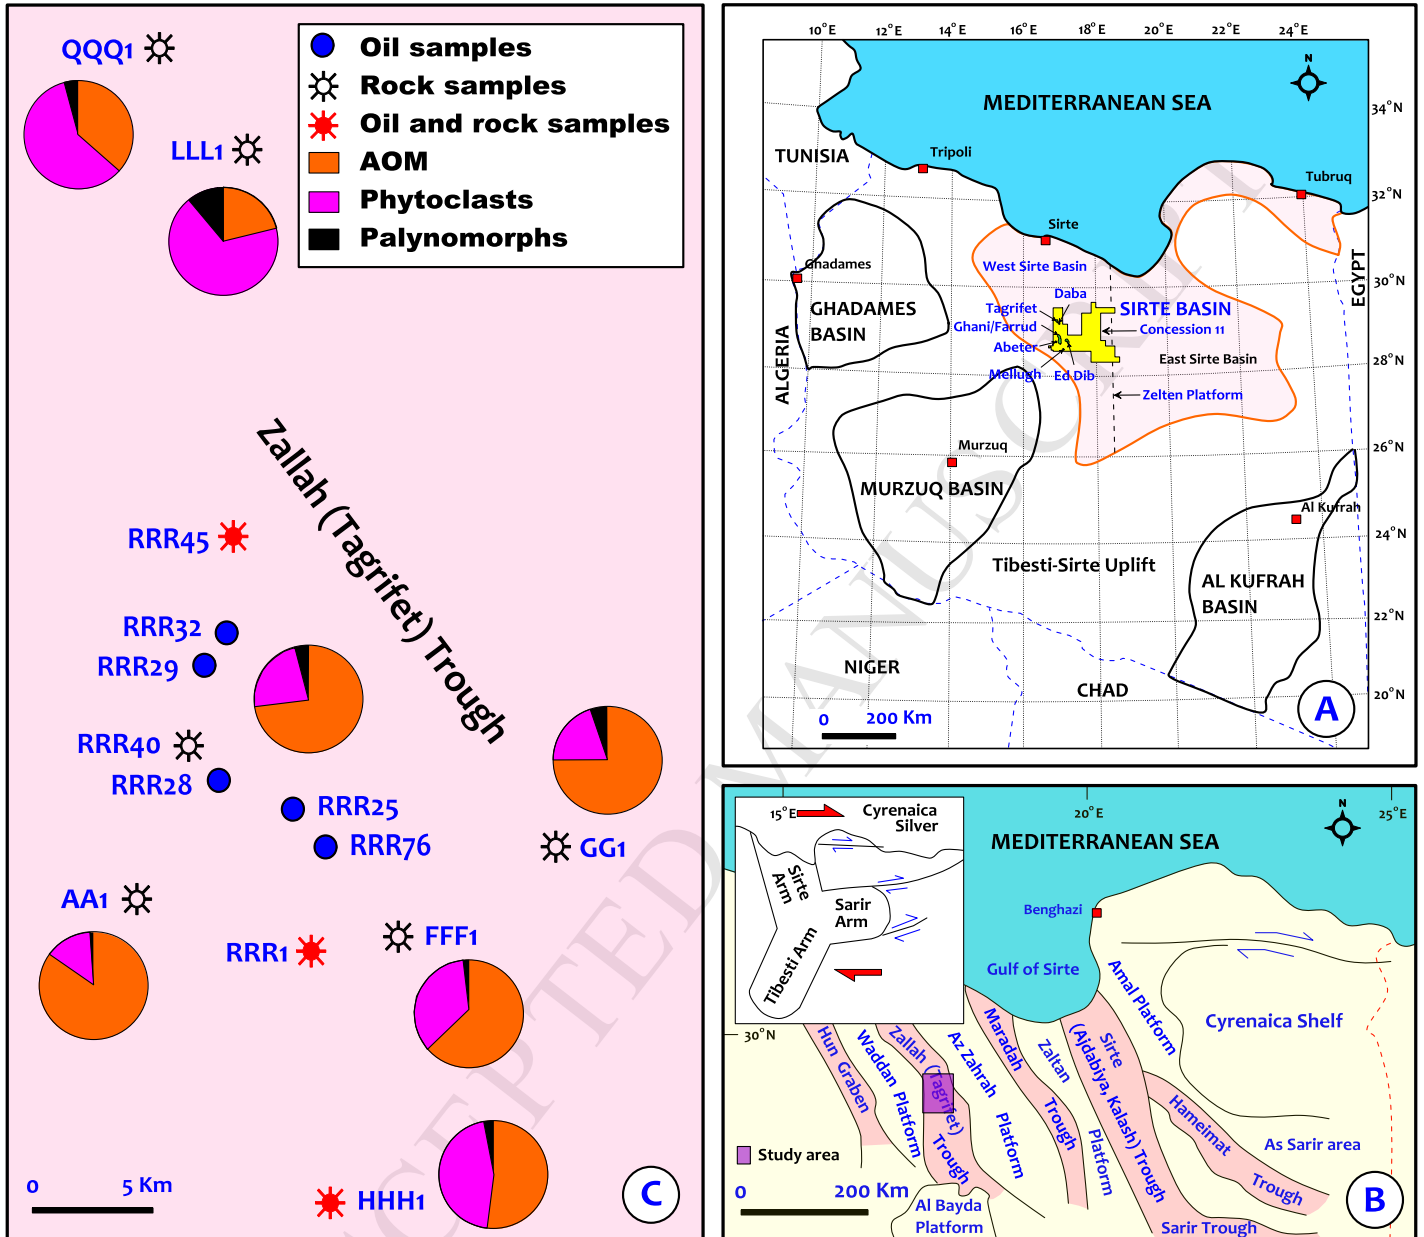 QQQ1
LLL1
Oil samples
Rock samples
Oil and rock samples
AOM
Phytoclasts
Palynomorphs
Zallah (Tagrifet) Trough
RRR45
RRR32
RRR29
RRR40
RRR28
RRR25
RRR76
GG1
AA1
RRR1
FFF1
HHH1
0 5 Km
C
10°E 12°E 14°E 16°E 18°E 20°E 22°E 24°E
N
MEDITERRANEAN SEA
34°N
TUNISIA
Tripoli
Tubruq
32°N
Sirte
Ghadames
West Sirte Basin
EGYPT
30°N
Daba
Tagrifet
GHADAMES
BASIN
SIRTE BASIN
Ghani/Farrud
Concession 11
Abeter
ALGERIA
East Sirte Basin
28°N
Mellugh
Ed Dib
Zelten Platform
Murzuq
26°N
MURZUQ BASIN
Al Kufrah
24°N
Tibesti-Sirte Uplift
AL KUFRAH
BASIN
22°N
NIGER
CHAD
20°N
0 200 Km
A
15°E
20°E
25°E
Cyrenaica
Silver
N
MEDITERRANEAN SEA
Sirte
Arm
Sarir
Arm
Tibesti Arm
Benghazi
Gulf of Sirte
Amal Platform
Cyrenaica Shelf
30°N
Hun Graben
Waddan Platform
Zallah (Tagrifet)
Trough
Az Zahrah
Platform
Maradah
Trough
Zaltan
Platform
Sirte
(Ajdabiya, Kalash) Trough
Hameimat
Trough
As Sarir area
Study area
0 200 Km
Al Bayda
Platform
Sarir Trough
B
ACCEPTED MANUSCRIPT